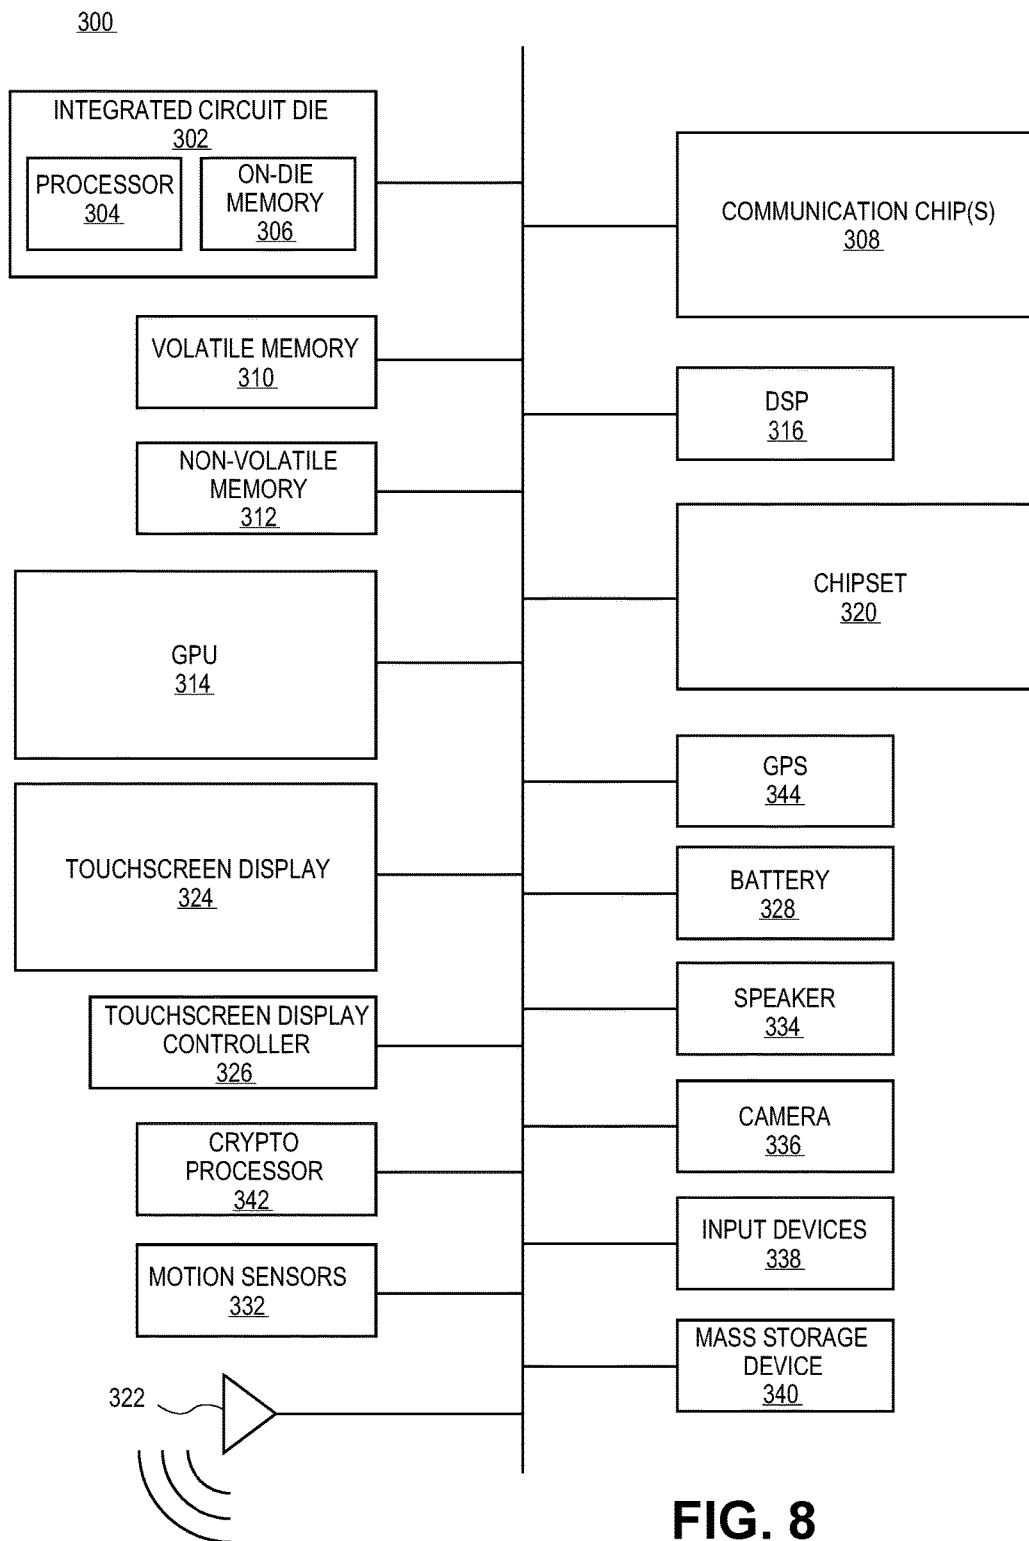 300
INTEGRATED CIRCUIT DIE
302
PROCESSOR
304
ON-DIE
MEMORY
306
VOLATILE MEMORY
310
NON-VOLATILE
MEMORY
312
GPU
314
TOUCHSCREEN DISPLAY
324
TOUCHSCREEN DISPLAY
CONTROLLER
326
CRYPTO
PROCESSOR
342
MOTION SENSORS
332
322
COMMUNICATION CHIP(S)
308
DSP
316
CHIPSET
320
GPS
344
BATTERY
328
SPEAKER
334
CAMERA
336
INPUT DEVICES
338
MASS STORAGE
DEVICE
340
FIG. 8